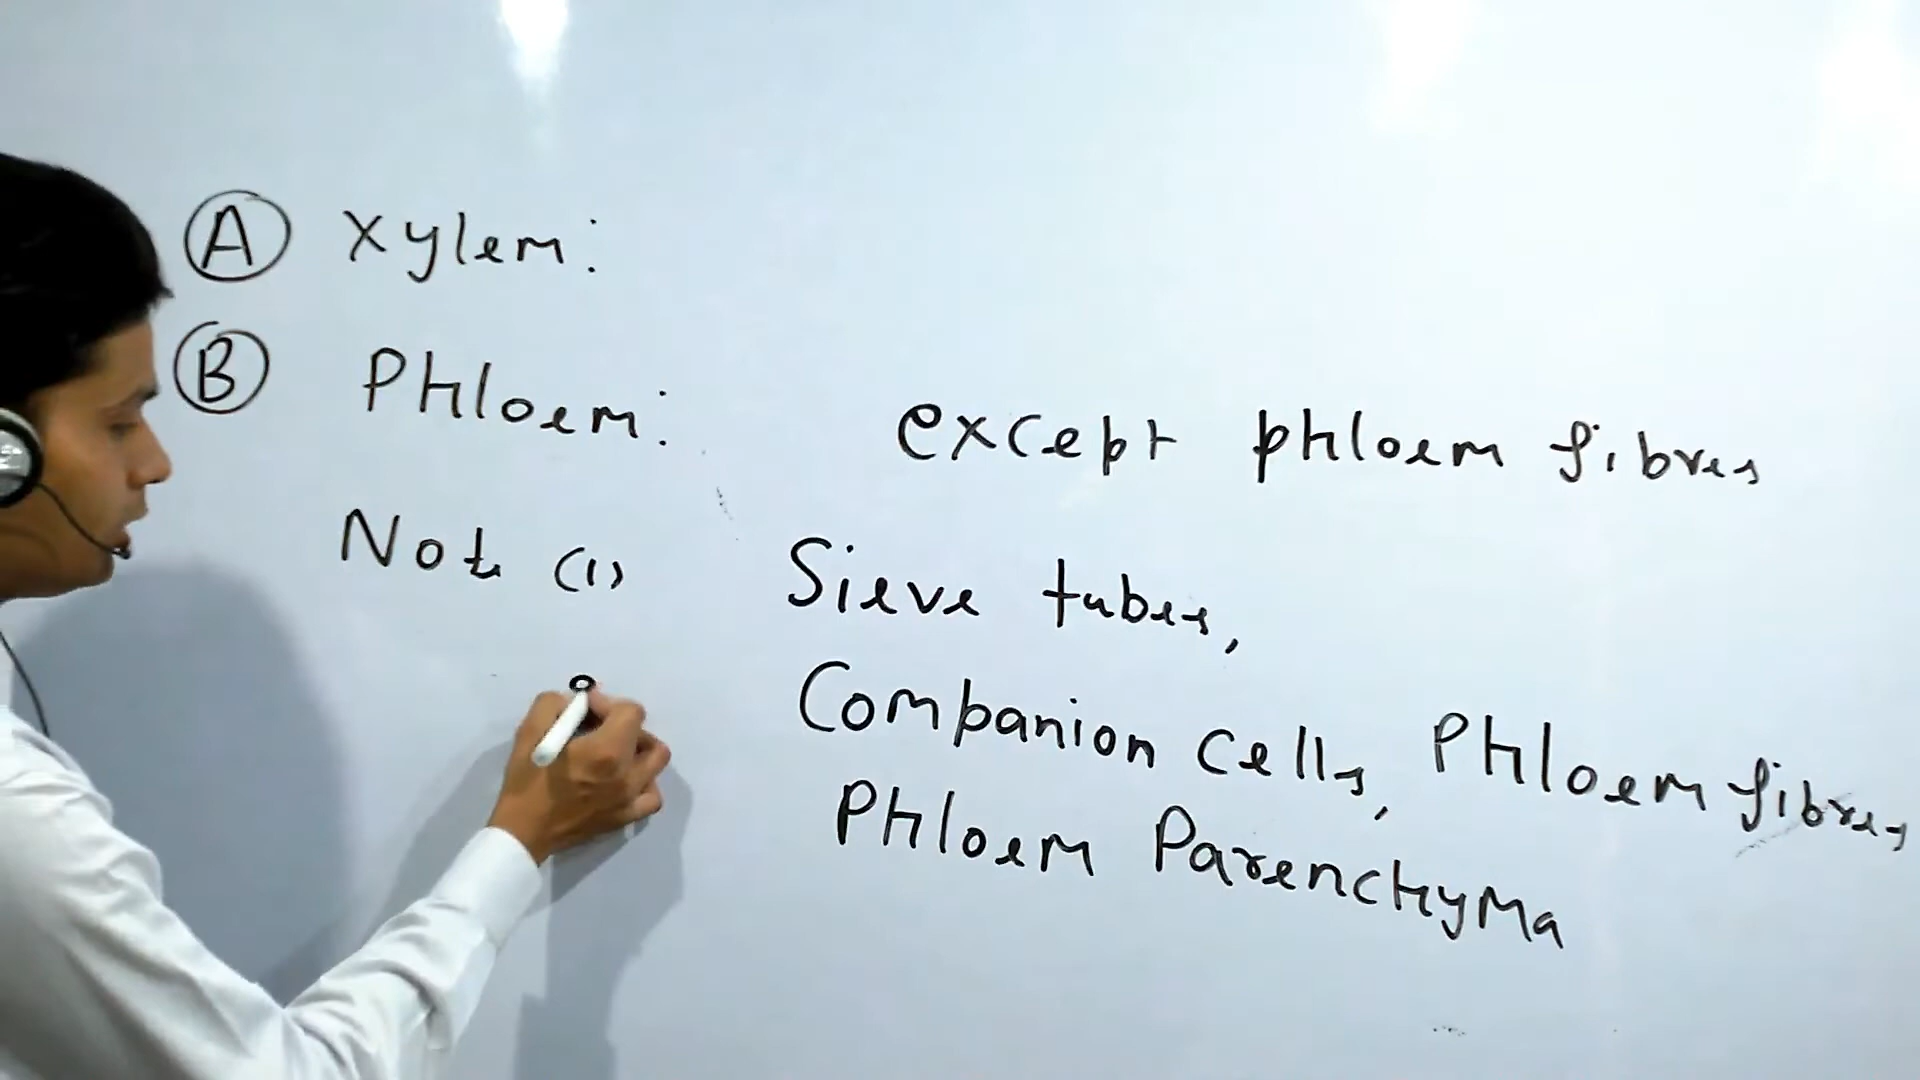 A Xylem:
B Phloem: except phloem fibres
Note (1) Sieve tubes,
Companion Cells, Phloem fibres
Phloem Parenchyma